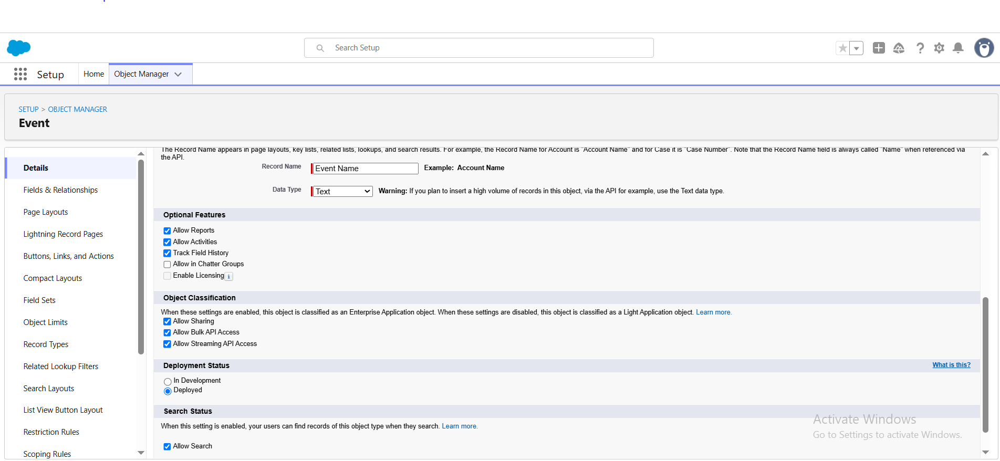 Search Setup
Setup
Home
Object Manager
SETUP > OBJECT MANAGER
Event
Details
Fields & Relationships
Page Layouts
Lightning Record Pages
Buttons, Links, and Actions
Compact Layouts
Field Sets
Object Limits
Record Types
Related Lookup Filters
Search Layouts
List View Button Layout
Restriction Rules
Scoping Rules
The Record Name appears in page layouts, key lists, related lists, lookups, and search results. For example, the Record Name for Account is "Account Name" and for Case it is "Case Number". Note that the Record Name field is always called "Name" when referenced via
the API.
Record Name Event Name Example: Account Name
Data Type Text Warning: If you plan to insert a high volume of records in this object, via the API for example, use the Text data type.
Optional Features
Allow Reports
Allow Activities
Track Field History
Allow in Chatter Groups
Enable Licensing i
Object Classification
When these settings are enabled, this object is classified as an Enterprise Application object. When these settings are disabled, this object is classified as a Light Application object. Learn more.
Allow Sharing
Allow Bulk API Access
Allow Streaming API Access
Deployment Status What is this?
In Development
Deployed
Search Status
When this setting is enabled, your users can find records of this object type when they search. Learn more.
Allow Search
Activate Windows
Go to Settings to activate Windows.